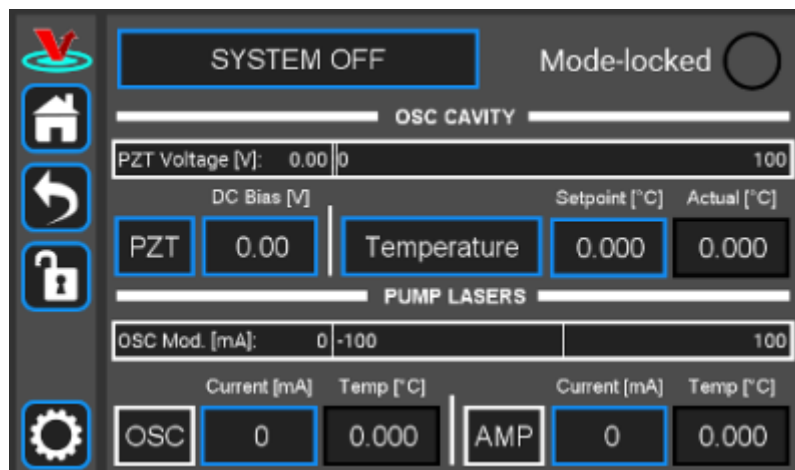 SYSTEM OFF Mode-locked
OSC CAVITY
PZT Voltage [V]: 0.00 0 100
DC Bias [V] Setpoint [°C] Actual [°C]
PZT 0.00 Temperature 0.000 0.000
PUMP LASERS
OSC Mod. [mA]: 0 -100 100
Current [mA] Temp [°C] Current [mA] Temp [°C]
OSC 0 0.000 AMP 0 0.000